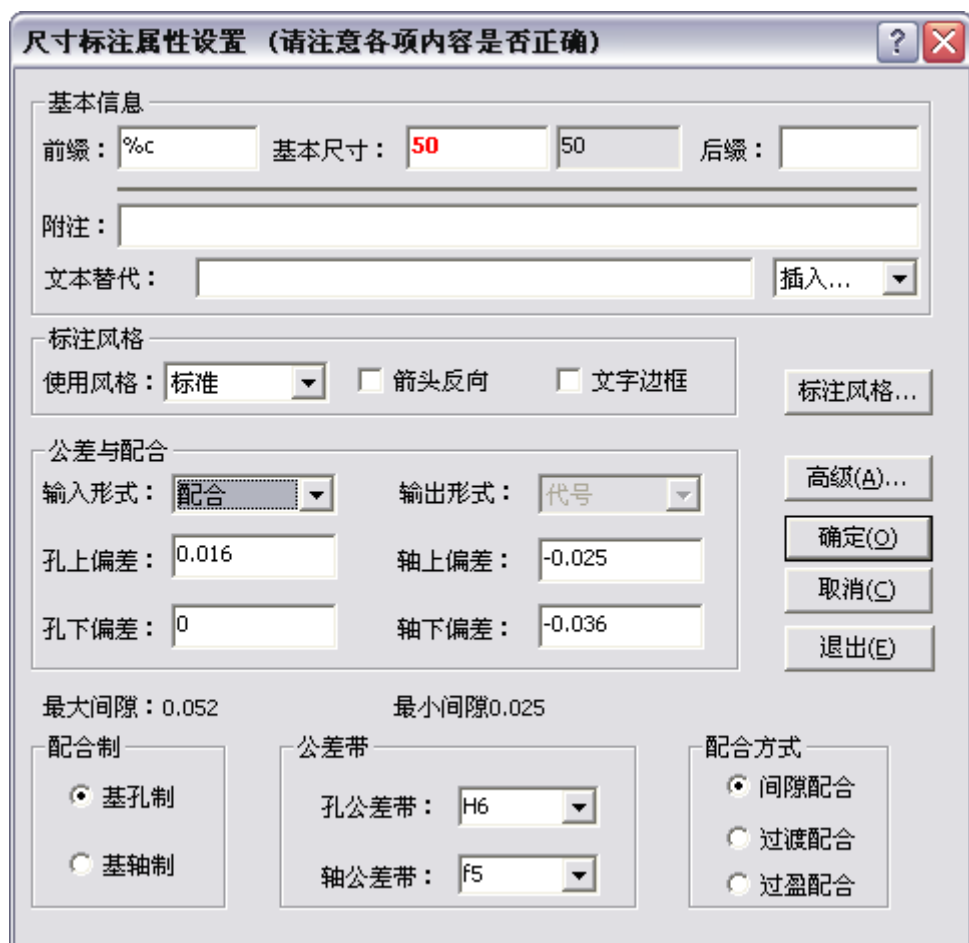 尺寸标注属性设置 (请注意各项内容是否正确)
基本信息
前缀： %c 基本尺寸： 50 50 后缀：
附注：
文本替代： 插入...
标注风格
使用风格： 标准 箭头反向 文字边框 标注风格...
公差与配合
输入形式： 配合 输出形式： 代号 高级(A)...
孔上偏差： 0.016 轴上偏差： -0.025 确定(O)
取消(C)
孔下偏差： 0 轴下偏差： -0.036 退出(E)
最大间隙：0.052 最小间隙0.025
配合制 公差带 配合方式
基孔制 孔公差带： H6 间隙配合
过渡配合
基轴制 轴公差带： f5 过盈配合